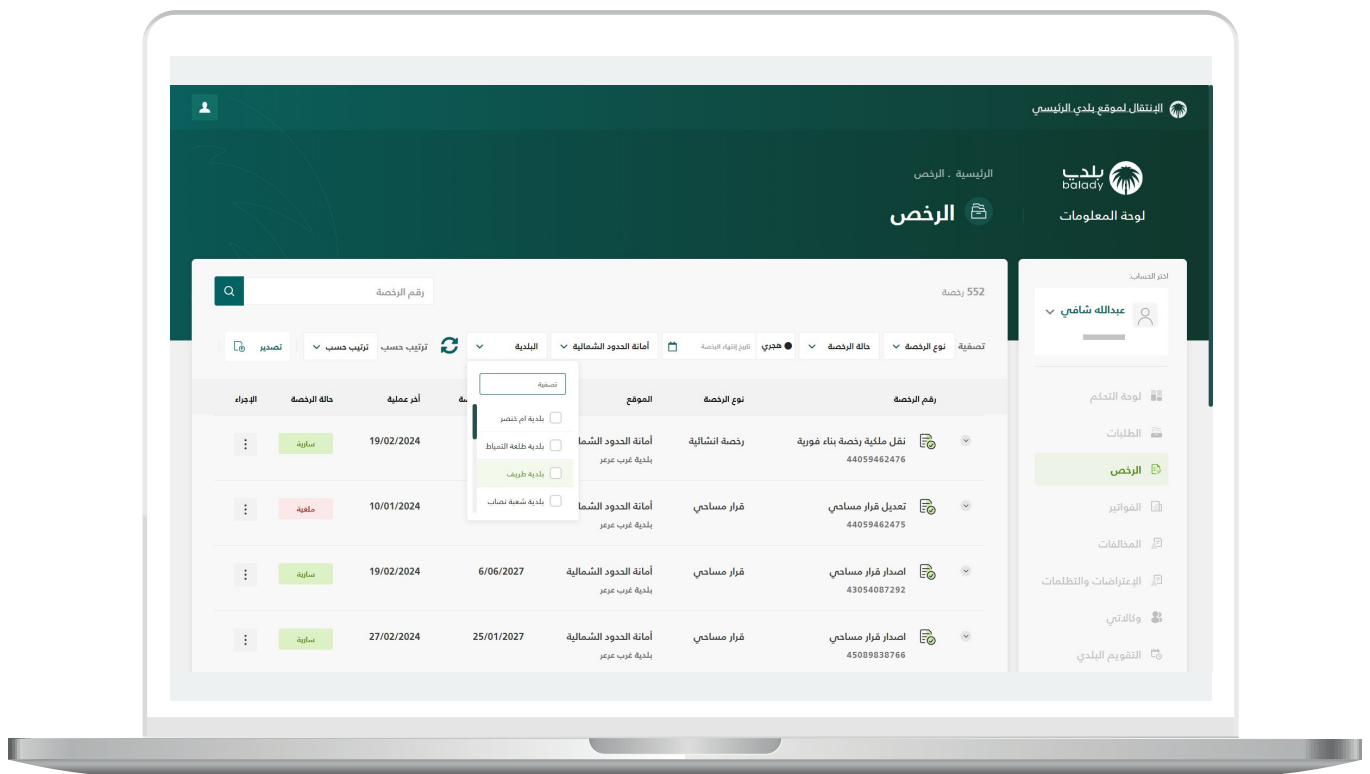 الإنتقال لموقع بلدي الرئيسي
بلدي
balady
لوحة المعلومات
الرئيسية . الرخص
الرخص
اختر الحساب:
عبدالله شافي
لوحة التحكم
الطلبات
الرخص
الفواتير
المخالفات
الإعتراضات والتظلمات
وكالاتي
التقويم البلدي
552 رخصة
رقم الرخصة
تصفية نوع الرخصة حالة الرخصة هجري تاريخ إنتهاء الرخصة أمانة الحدود الشمالية البلدية ترتيب حسب ترتيب حسب تصدير
تصفية
بلدية ام خنصر
بلدية طلعة التمياط
بلدية طريف
بلدية شعبة نصاب
رقم الرخصة نوع الرخصة الموقع أخر عملية حالة الرخصة الإجراء
نقل ملكية رخصة بناء فورية رخصة انشائية أمانة الحدود الشما 19/02/2024 سارية
44059462476 بلدية غرب عرعر
تعديل قرار مساحي قرار مساحي أمانة الحدود الشما 10/01/2024 ملغية
44059462475 بلدية غرب عرعر
اصدار قرار مساحي قرار مساحي أمانة الحدود الشمالية 6/06/2027 19/02/2024 سارية
43054087292 بلدية غرب عرعر
اصدار قرار مساحي قرار مساحي أمانة الحدود الشمالية 25/01/2027 27/02/2024 سارية
45089838766 بلدية غرب عرعر